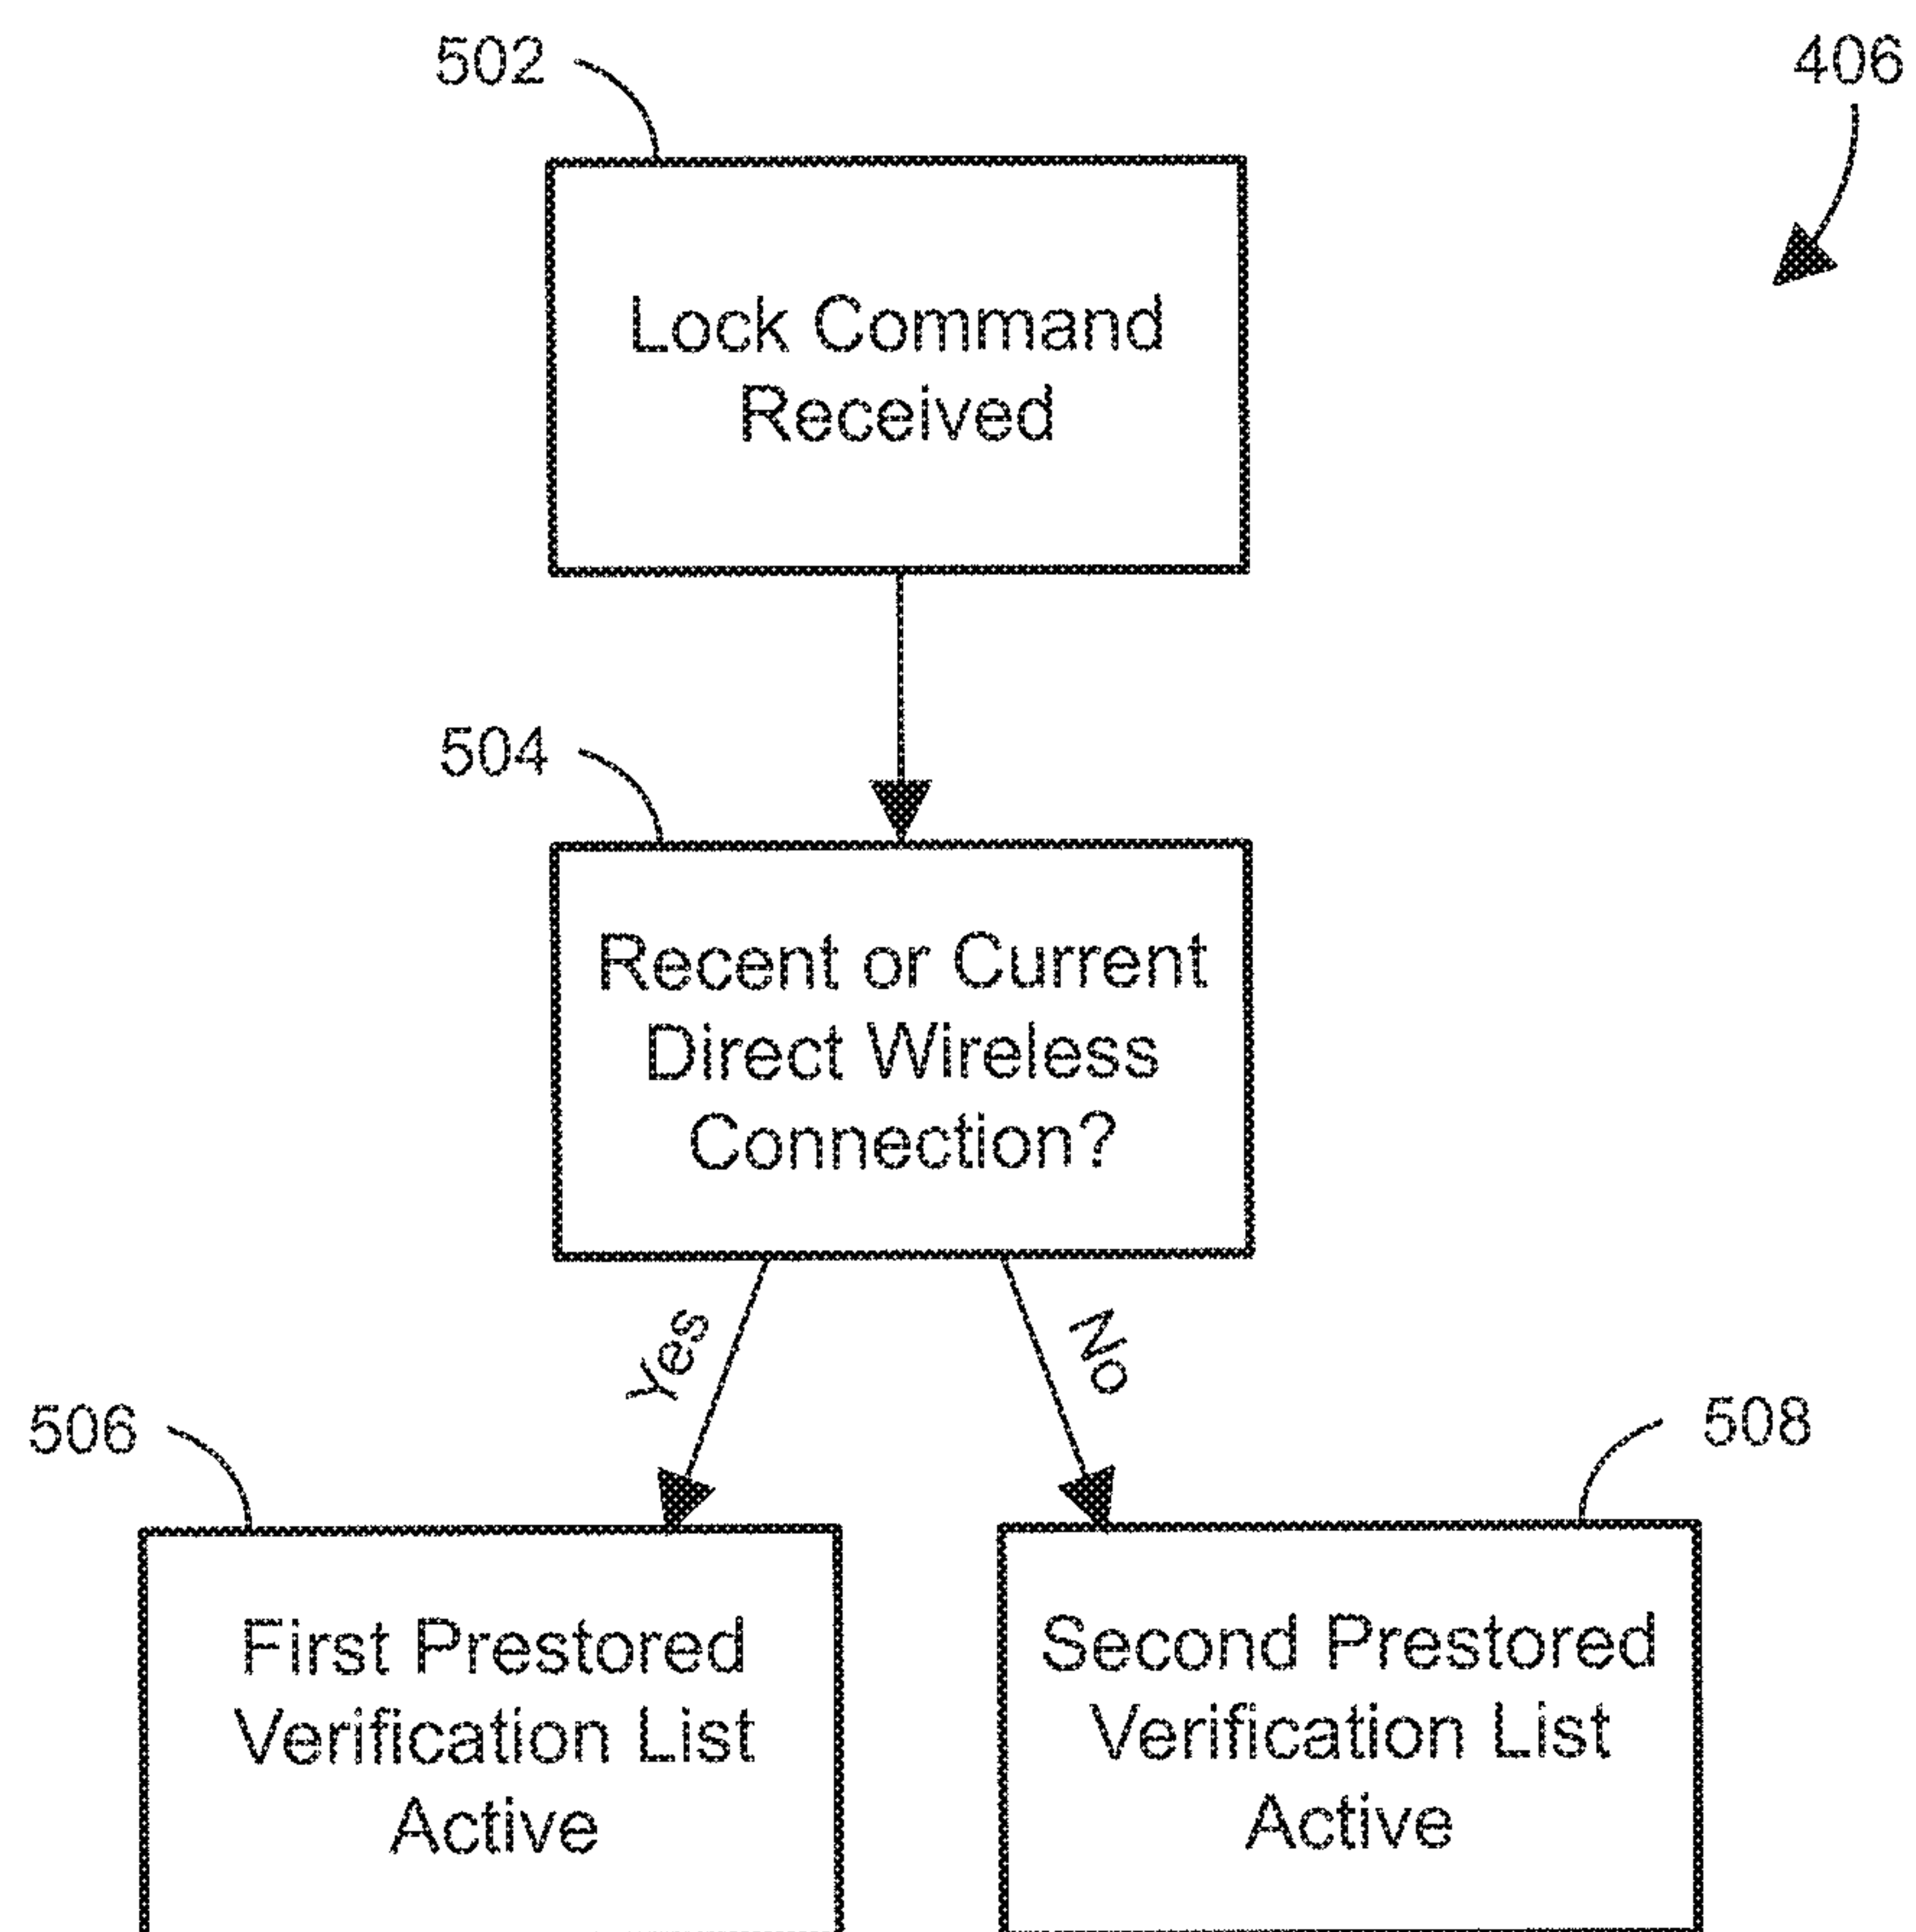 502
406
Lock Command
Received
504
Recent or Current
Direct Wireless
Connection?
Yes
No
506
508
First Prestored
Verification List
Active
Second Prestored
Verification List
Active